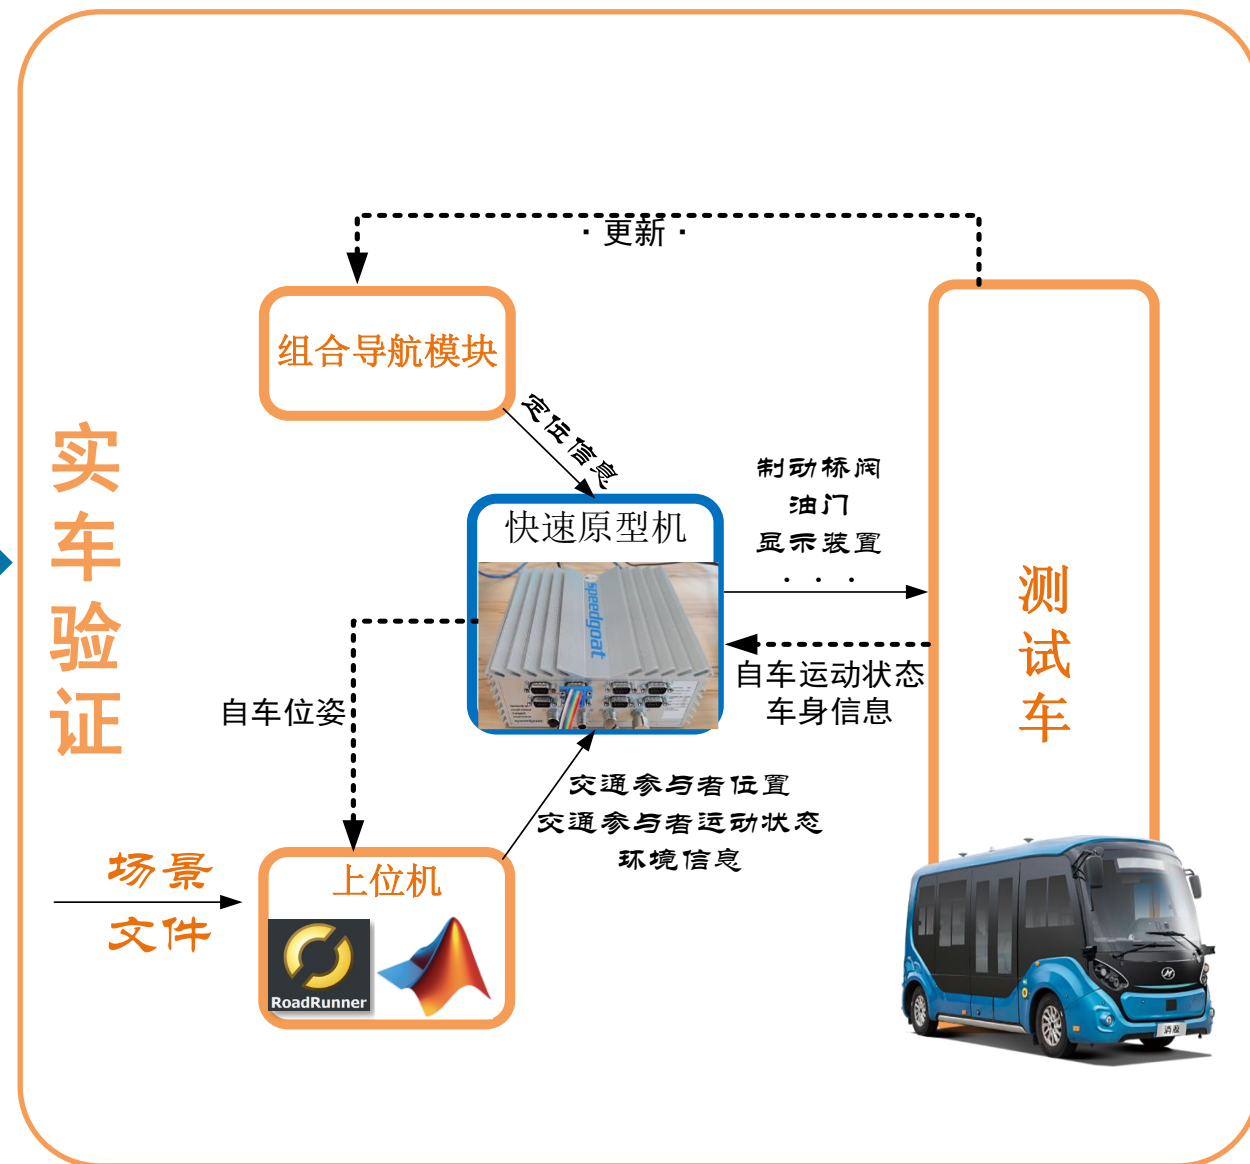 · 更新 ·
组合导航模块
定位信息
实车验证
制动桥阀
油门
显示装置
· · ·
快速原型机
speedgoat
测试车
自车运动状态
车身信息
自车位姿
交通参与者位置
交通参与者运动状态
环境信息
场景
文件
上位机
RoadRunner